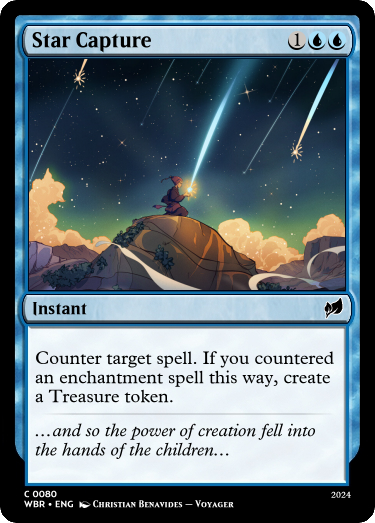 Star Capture 1
Instant
Counter target spell. If you countered
an enchantment spell this way, create
a Treasure token.
…and so the power of creation fell into
the hands of the children…
C 0080
2024
WBR • ENG Christian Benavides – Voyager